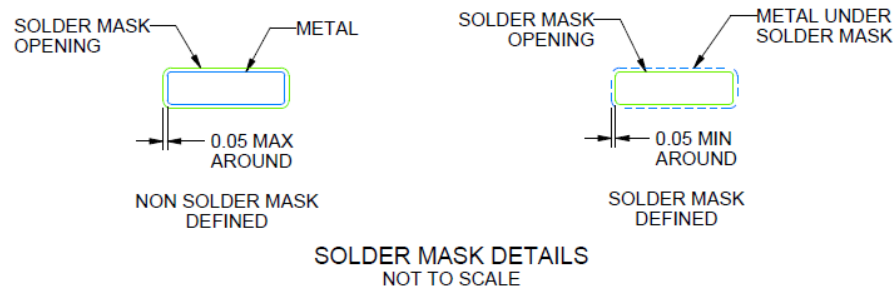 SOLDER MASK
OPENING
METAL
0.05 MAX
AROUND
NON SOLDER MASK
DEFINED
SOLDER MASK
OPENING
METAL UNDER
SOLDER MASK
0.05 MIN
AROUND
SOLDER MASK
DEFINED
SOLDER MASK DETAILS
NOT TO SCALE